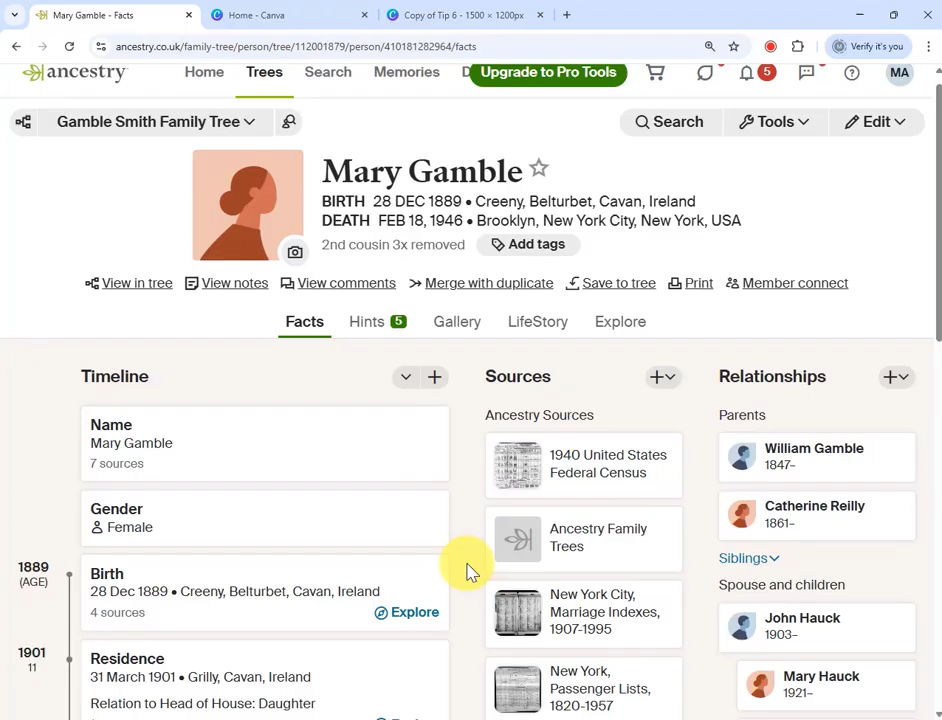 Mary Gamble - Facts
Home - Canva
Copy of Tip 6 - 1500 × 1200px
ancestry.co.uk/family-tree/person/tree/112001879/person/410181282964/facts
Verify it's you
ancestry
Home
Trees
Search
Memories
D
Upgrade to Pro Tools
5
MA
Gamble Smith Family Tree
Search
Tools
Edit
Mary Gamble
BIRTH 28 DEC 1889 • Creeny, Belturbet, Cavan, Ireland
DEATH FEB 18, 1946 • Brooklyn, New York City, New York, USA
2nd cousin 3x removed
Add tags
View in tree
View notes
View comments
Merge with duplicate
Save to tree
Print
Member connect
Facts
Hints 5
Gallery
LifeStory
Explore
Timeline
Name
Mary Gamble
7 sources
Gender
Female
1889
(AGE)
Birth
28 Dec 1889 • Creeny, Belturbet, Cavan, Ireland
4 sources
Explore
1901
11
Residence
31 March 1901 • Grilly, Cavan, Ireland
Relation to Head of House: Daughter
Sources
Ancestry Sources
1940 United States
Federal Census
Ancestry Family
Trees
New York City,
Marriage Indexes,
1907-1995
New York,
Passenger Lists,
1820-1957
Relationships
Parents
William Gamble
1847–
Catherine Reilly
1861–
Siblings
Spouse and children
John Hauck
1903–
Mary Hauck
1921–